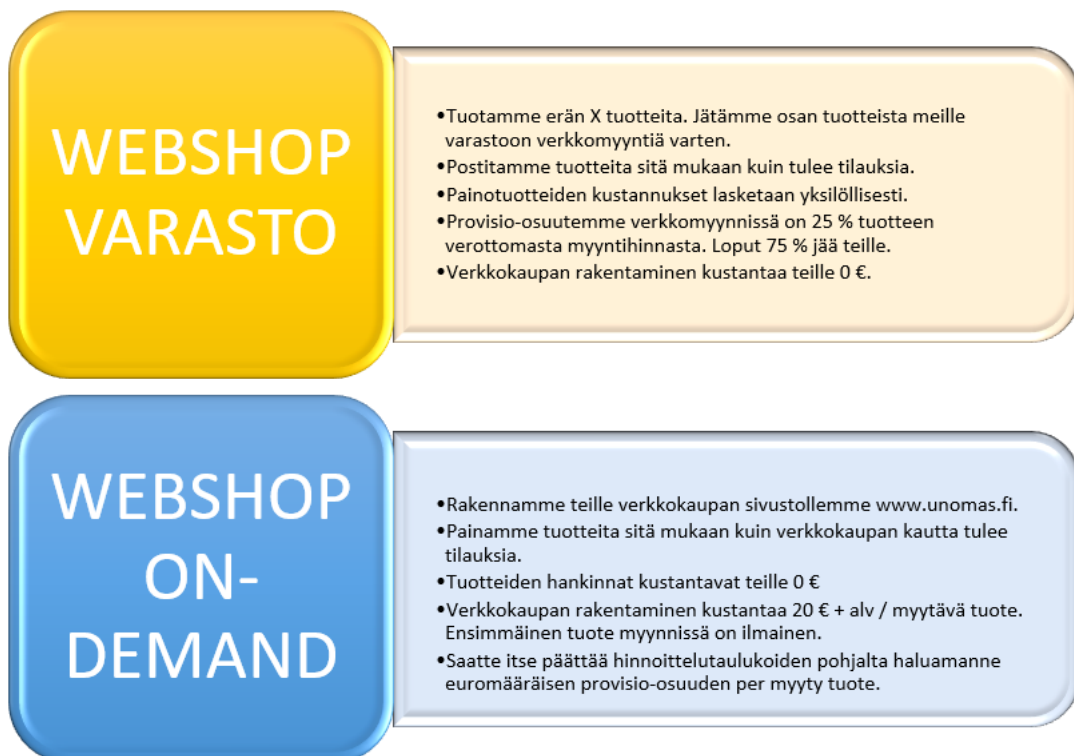 WEBSHOP
VARASTO
•Tuotamme erän X tuotteita. Jätämme osan tuotteista meille
varastoon verkkomyyntiä varten.
•Postitamme tuotteita sitä mukaan kuin tulee tilauksia.
•Painotuotteiden kustannukset lasketaan yksilöllisesti.
•Provisio-osuutemme verkkomyynnissä on 25 % tuotteen
verottomasta myyntihinnasta. Loput 75 % jää teille.
•Verkkokaupan rakentaminen kustantaa teille 0 €.
WEBSHOP
ON-
DEMAND
•Rakennamme teille verkkokaupan sivustollemme www.unomas.fi.
•Painamme tuotteita sitä mukaan kuin verkkokaupan kautta tulee
tilauksia.
•Tuotteiden hankinnat kustantavat teille 0 €
•Verkkokaupan rakentaminen kustantaa 20 € + alv / myytävä tuote.
Ensimmäinen tuote myynnissä on ilmainen.
•Saatte itse päättää hinnoittelutaulukoiden pohjalta haluamanne
euromääräisen provisio-osuuden per myyty tuote.